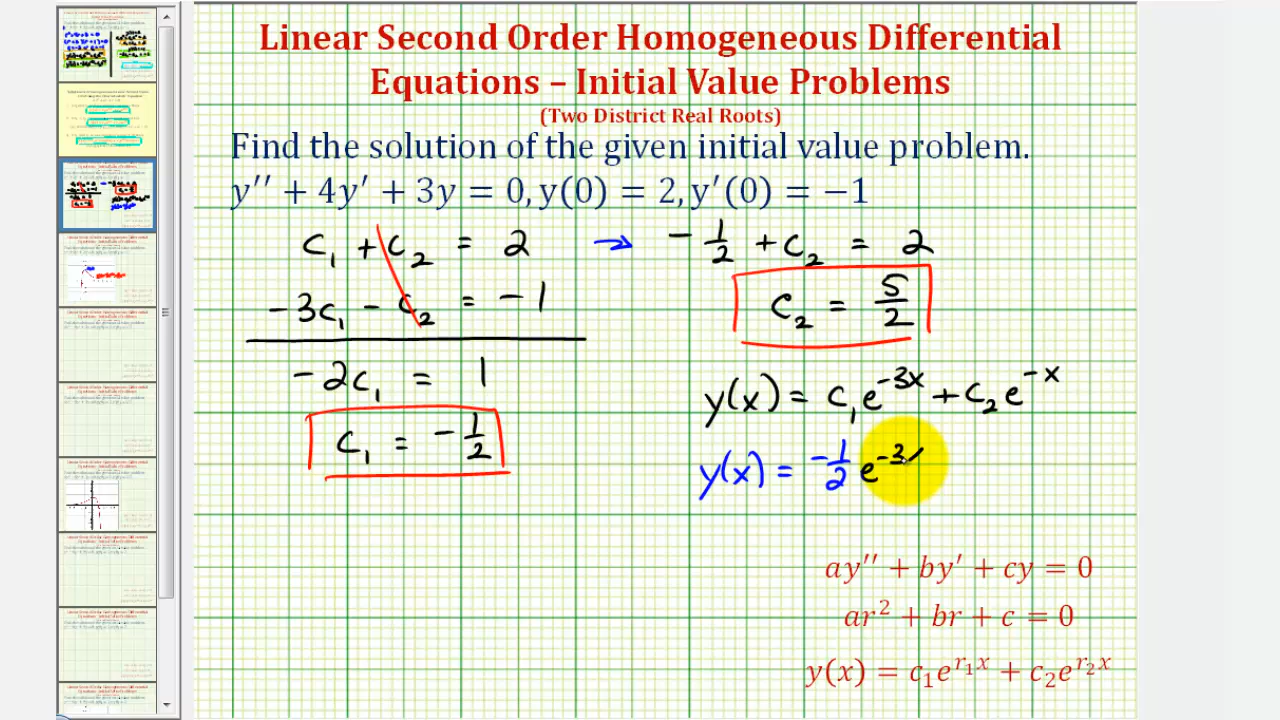 Linear Second Order Homogeneous Differential
Equations – Initial Value Problems
(Two District Real Roots)
Find the solution of the given initial value problem.
y′′ + 4y′ + 3y = 0, y(0) = 2, y′(0) = −1
c₁ + c₂ = 2
-3c₁ - c₂ = -1
-2c₁ = 1
c₁ = -1/2
→ -1/2 + c₂ = 2
c₂ = 5/2
y(x) = c₁e^-3x + c₂e^-x
y(x) = -1/2 e^-3
ay′′ + by′ + cy = 0
ar² + br + c = 0
y(x) = c₁e^r₁x + c₂e^r₂x